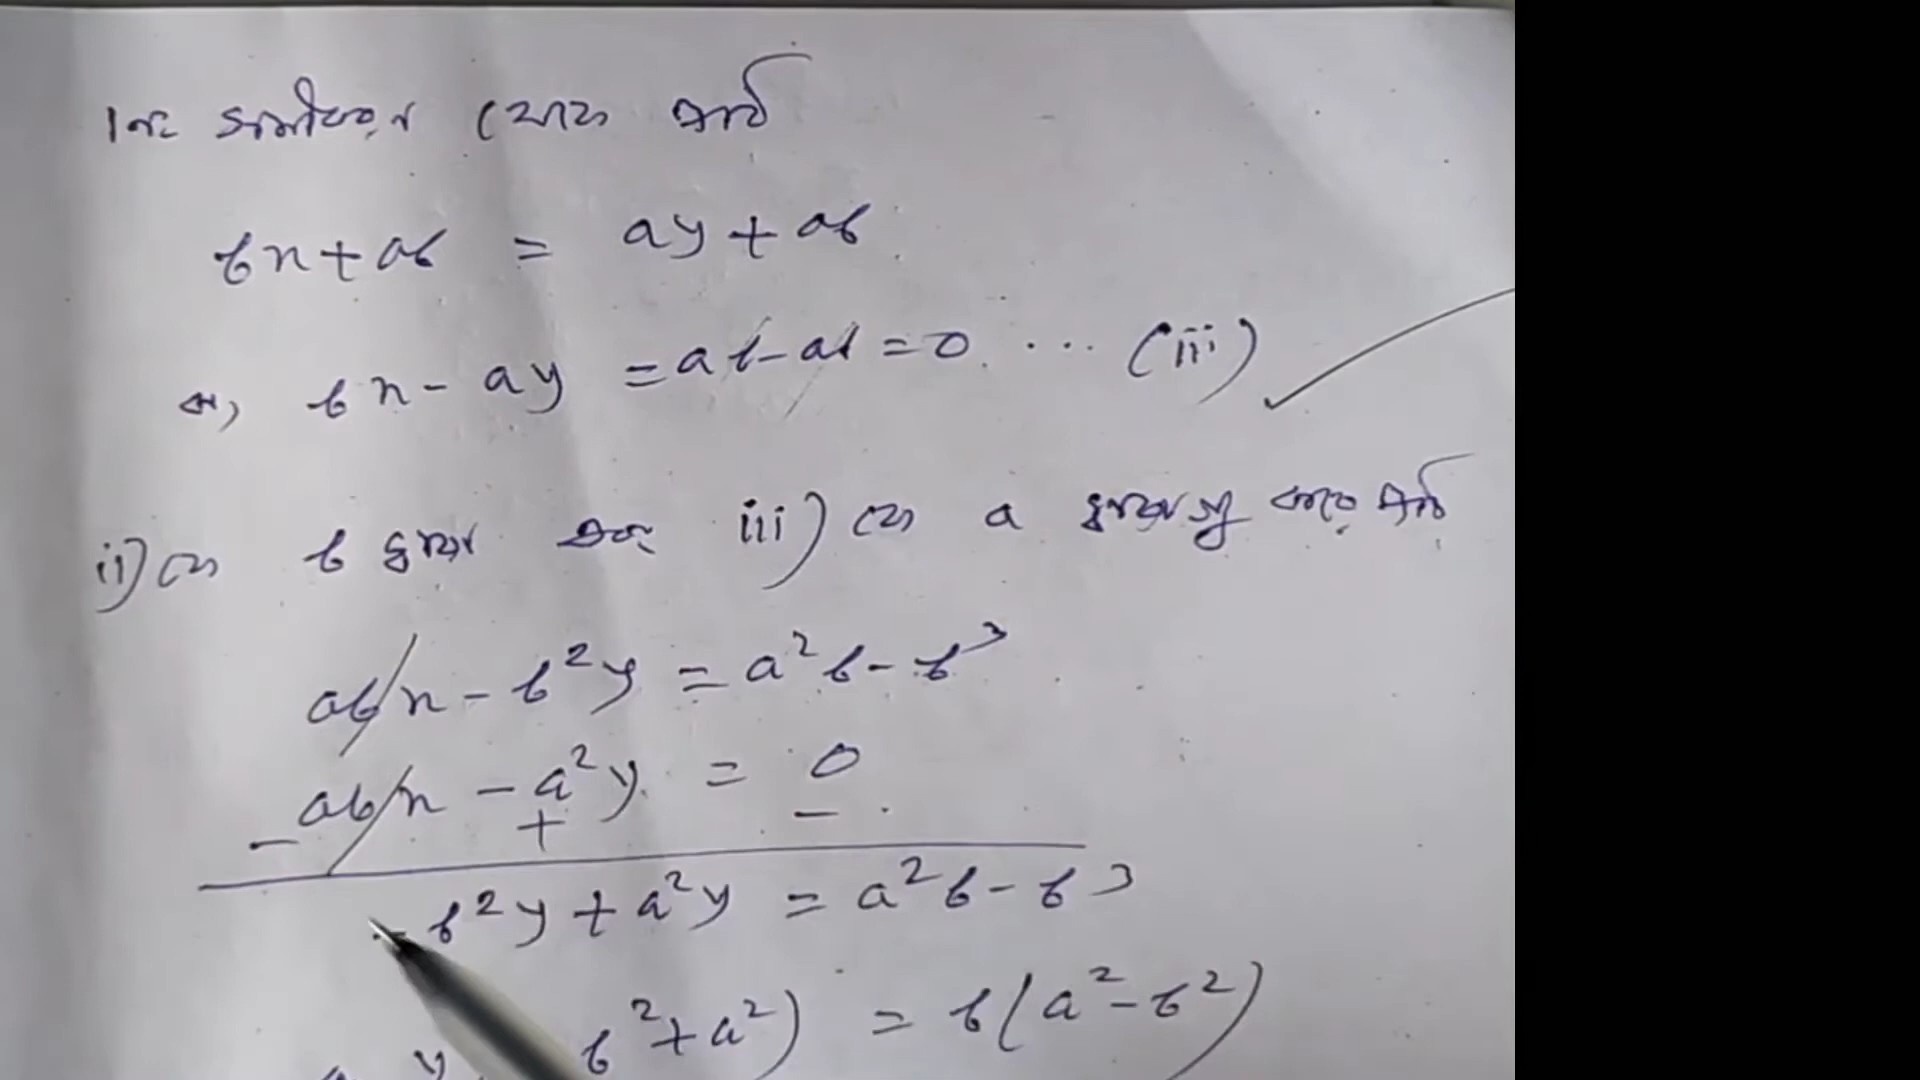 ১নং সমীকরণ থেকে পাই
bx + ab = ay + ab
বা, bx - ay = ab - ab = 0 ... (iii)
ii) কে b দ্বারা এবং iii) কে a দ্বারা গুণ করে পাই
abx - b²y = a²b - b³
abx - a²y = 0
- + -
- b²y + a²y = a²b - b³
y b² + a²) = b(a² - b²)